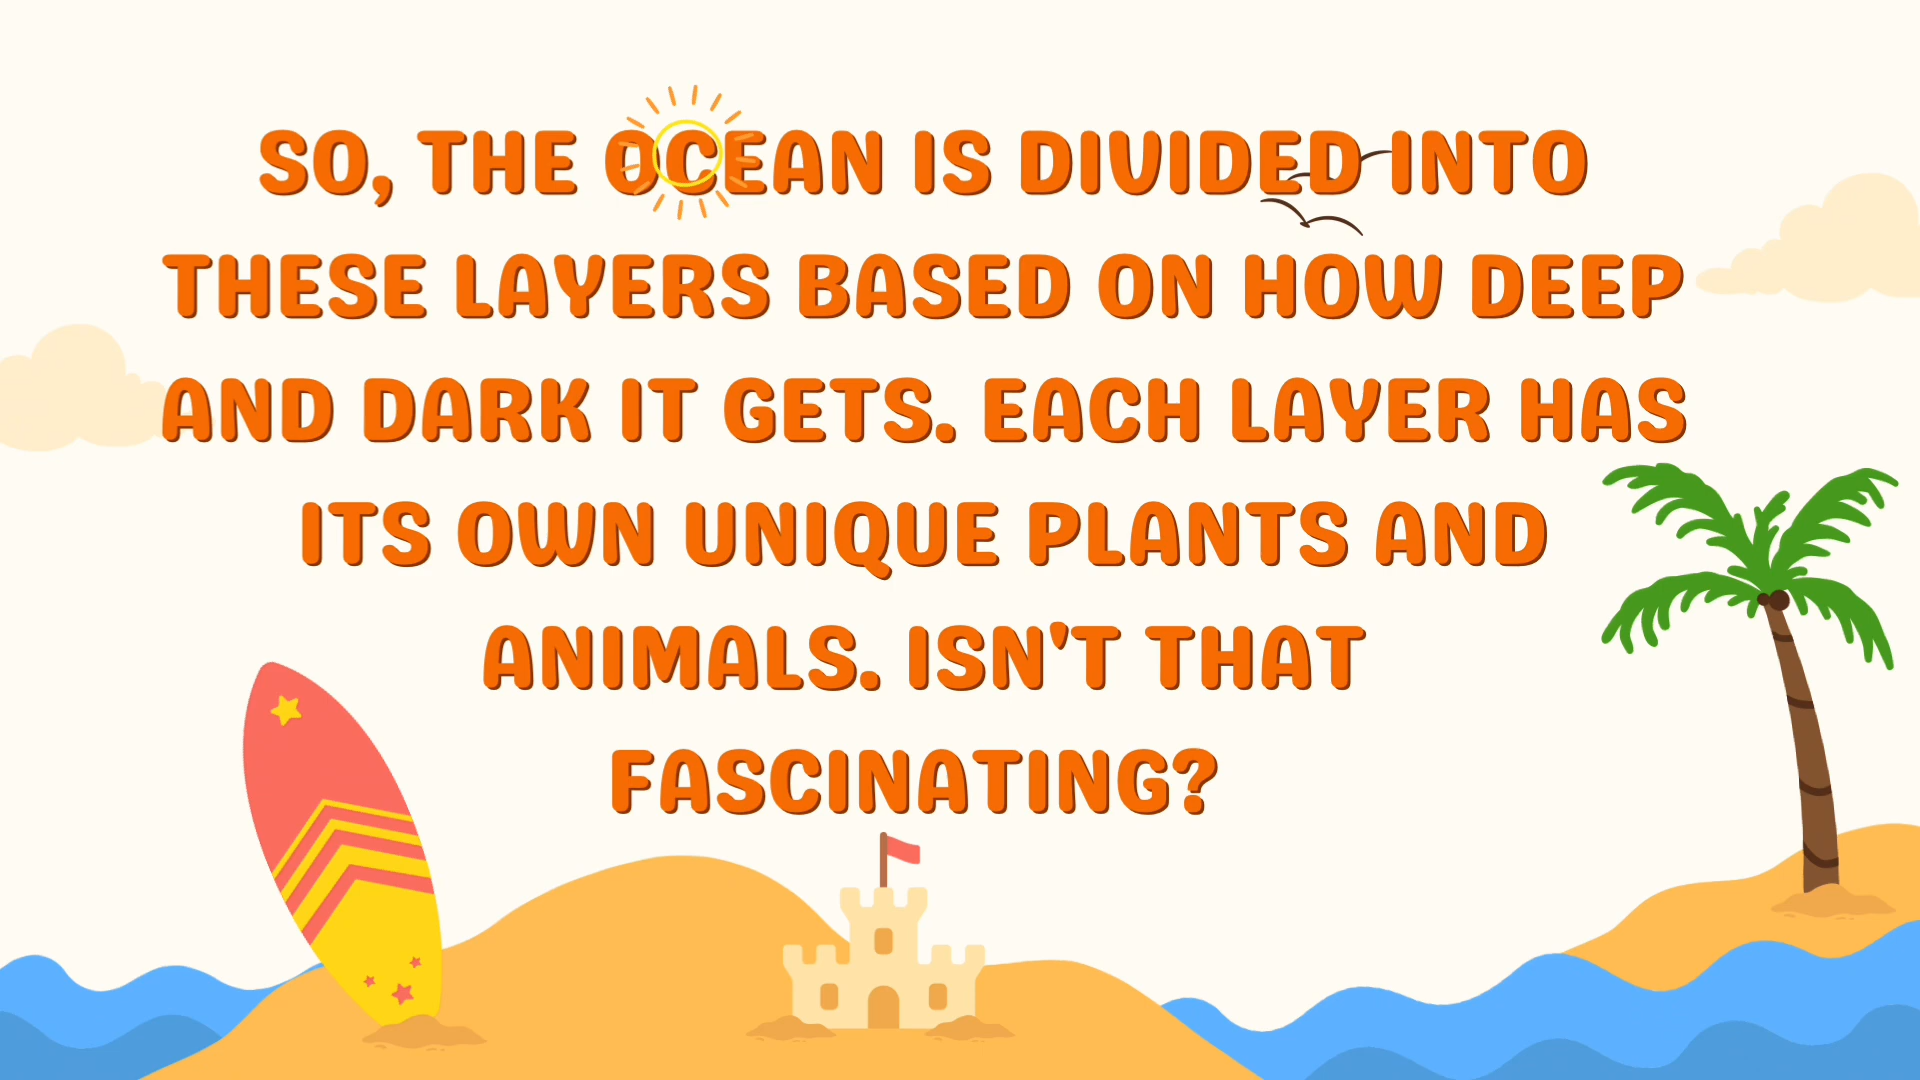 SO, THE OCEAN IS DIVIDED INTO
THESE LAYERS BASED ON HOW DEEP
AND DARK IT GETS. EACH LAYER HAS
ITS OWN UNIQUE PLANTS AND
ANIMALS. ISN'T THAT
FASCINATING?